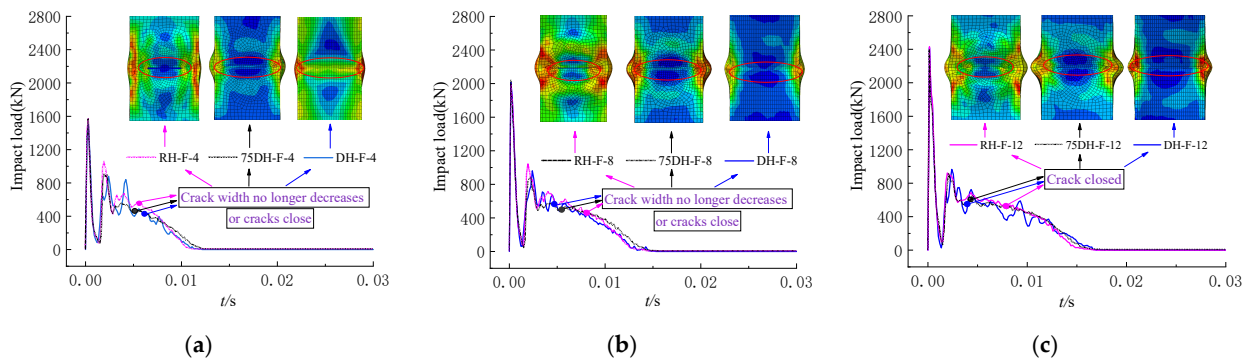 (a)
Impact load(kN)
2800
2400
2000
1600
1200
800
400
0
RH-F-4 75DH-F-4 DH-F-4
Crack width no longer decreases
or cracks close
0.00 0.01 0.02 0.03
t/s
(b)
Impact load(kN)
2800
2400
2000
1600
1200
800
400
0
RH-F-8 75DH-F-8 DH-F-8
Crack width no longer decreases
or cracks close
0.00 0.01 0.02 0.03
t/s
(c)
Impact load(kN)
2800
2400
2000
1600
1200
800
400
0
RH-F-12 75DH-F-12 DH-F-12
Crack closed
0.00 0.01 0.02 0.03
t/s
(a) (b) (c)